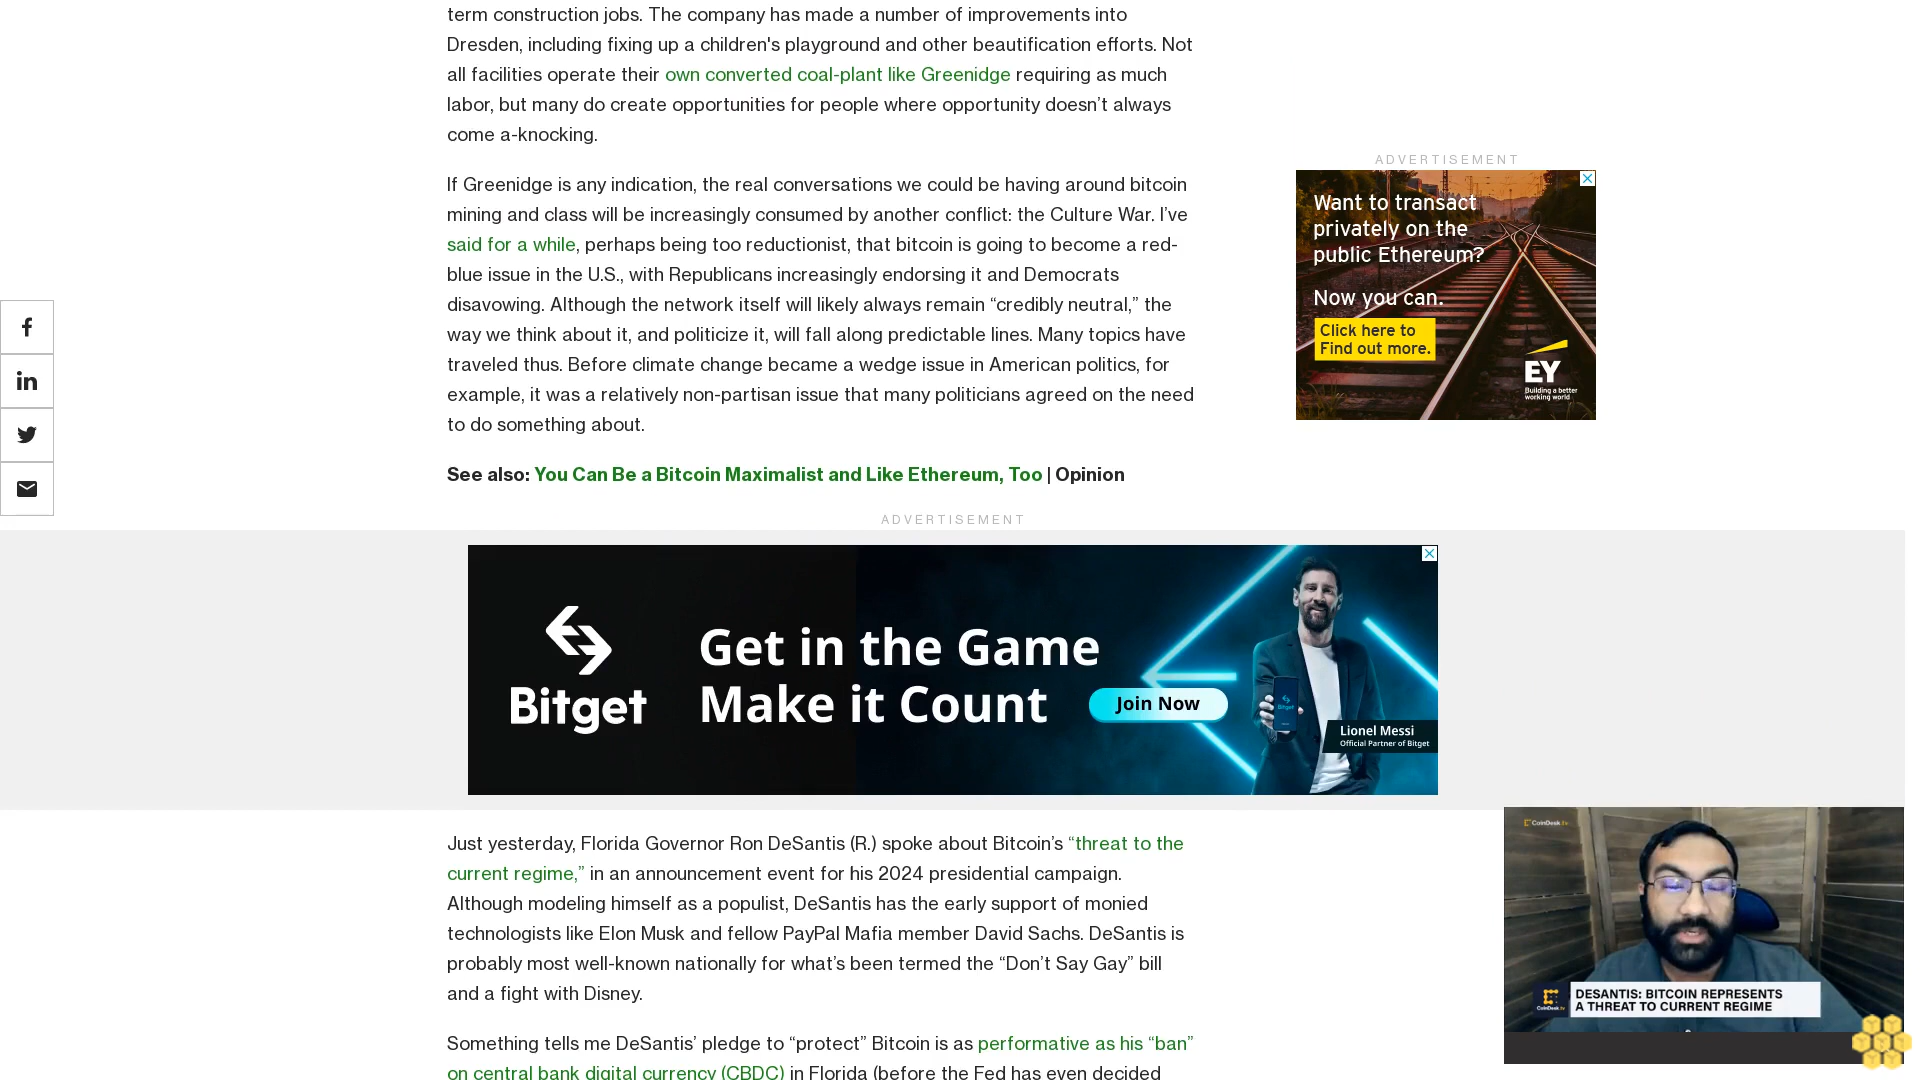 term construction jobs. The company has made a number of improvements into
Dresden, including fixing up a children's playground and other beautification efforts. Not
all facilities operate their own converted coal-plant like Greenidge requiring as much
labor, but many do create opportunities for people where opportunity doesn’t always
come a-knocking.
If Greenidge is any indication, the real conversations we could be having around bitcoin
mining and class will be increasingly consumed by another conflict: the Culture War. I’ve
said for a while, perhaps being too reductionist, that bitcoin is going to become a red-
blue issue in the U.S., with Republicans increasingly endorsing it and Democrats
disavowing. Although the network itself will likely always remain “credibly neutral,” the
way we think about it, and politicize it, will fall along predictable lines. Many topics have
traveled thus. Before climate change became a wedge issue in American politics, for
example, it was a relatively non-partisan issue that many politicians agreed on the need
to do something about.
See also: You Can Be a Bitcoin Maximalist and Like Ethereum, Too | Opinion
ADVERTISEMENT
Want to transact
privately on the
public Ethereum?
Now you can.
Click here to
Find out more.
EY
Building a better
working world
ADVERTISEMENT
Bitget
Get in the Game
Make it Count
Join Now
Bitget
Lionel Messi
Official Partner of Bitget
Just yesterday, Florida Governor Ron DeSantis (R.) spoke about Bitcoin’s “threat to the
current regime,” in an announcement event for his 2024 presidential campaign.
Although modeling himself as a populist, DeSantis has the early support of monied
technologists like Elon Musk and fellow PayPal Mafia member David Sachs. DeSantis is
probably most well-known nationally for what’s been termed the “Don’t Say Gay” bill
and a fight with Disney.
Something tells me DeSantis’ pledge to “protect” Bitcoin is as performative as his “ban”
on central bank digital currency (CBDC) in Florida (before the Fed has even decided
CoinDesk.tv
CoinDesk.tv
DESANTIS: BITCOIN REPRESENTS
A THREAT TO CURRENT REGIME